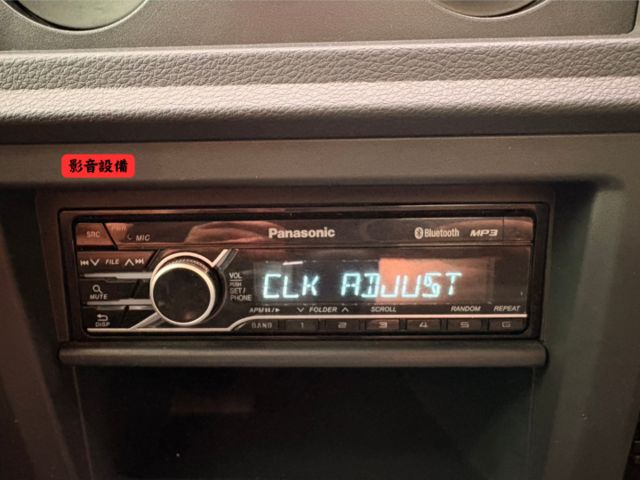 影音設備
SRC
PWR
MIC
Panasonic
Bluetooth
MP3
FILE
VOL
PUSH
SET/
PHONE
MUTE
DISP
CLK ADJUST
APM
FOLDER
SCROLL
RANDOM
REPEAT
BAND
1
2
3
4
5
6